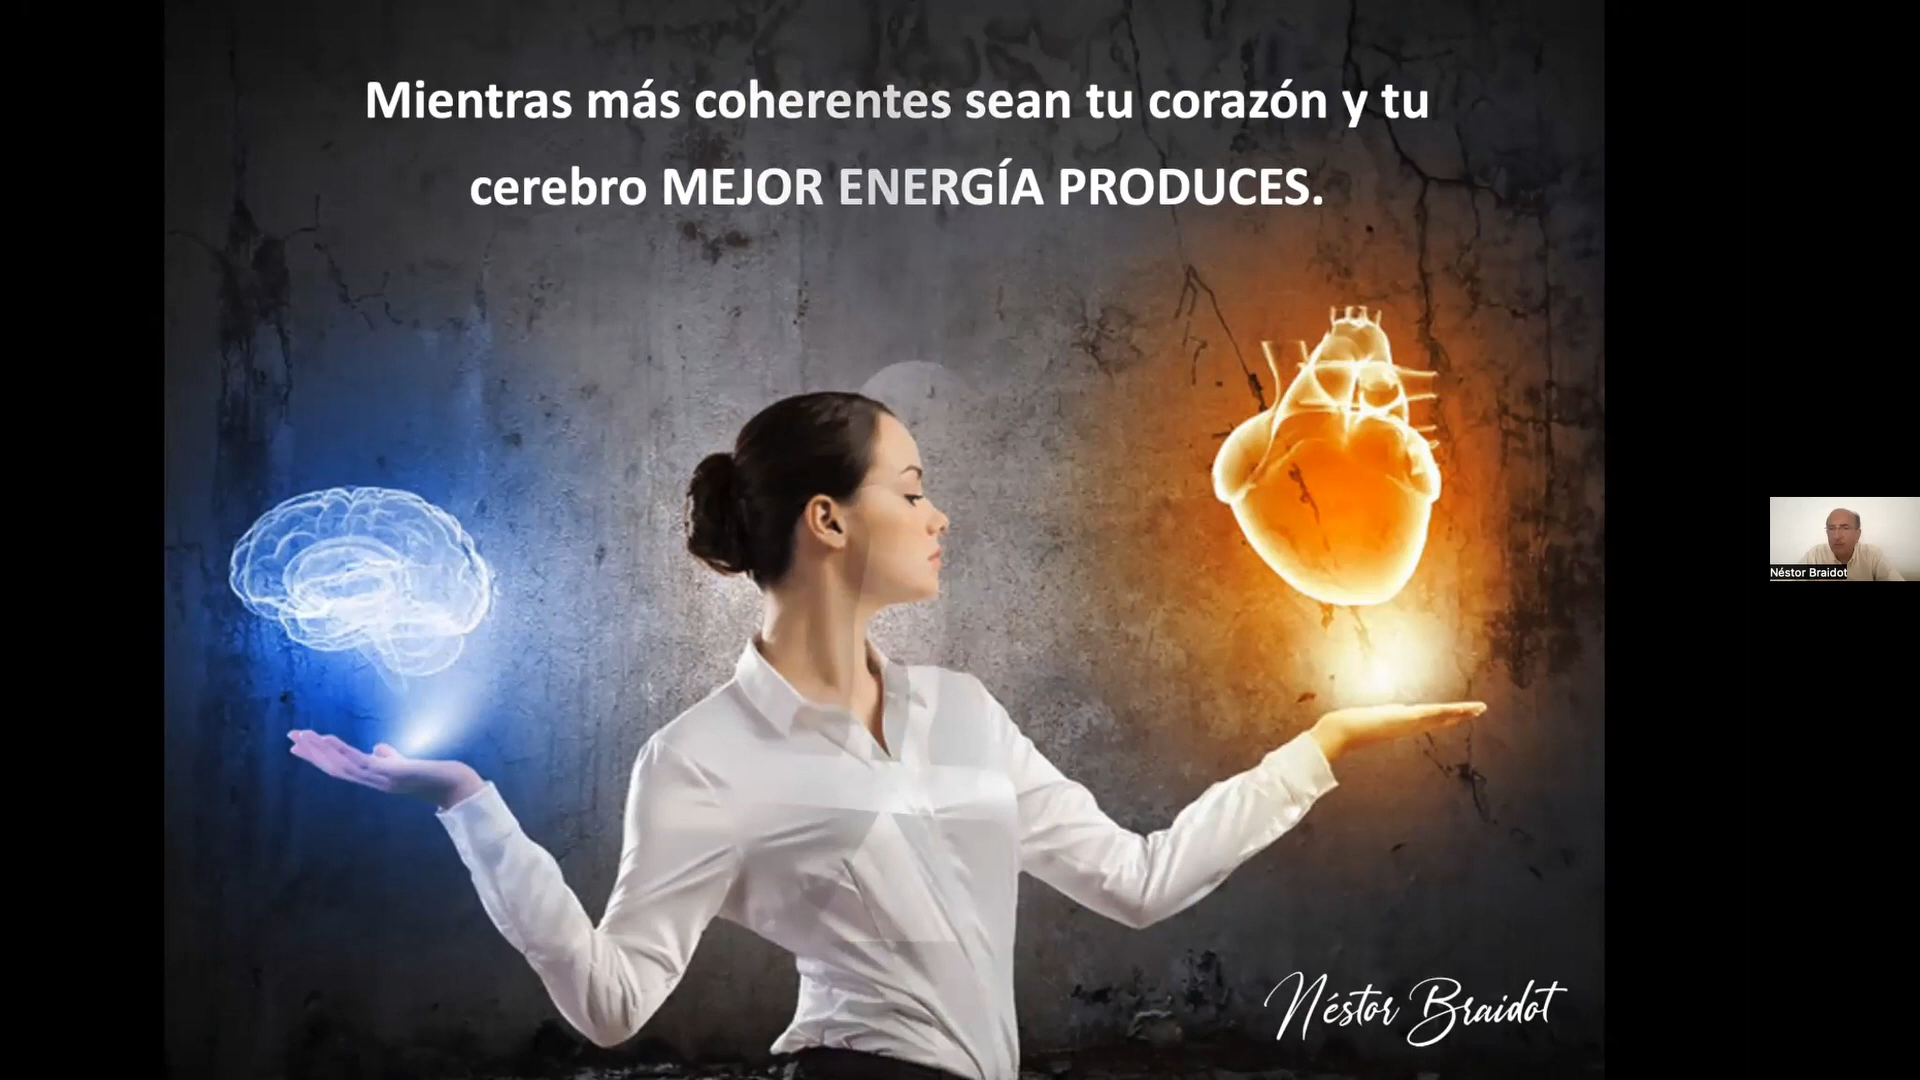 Mientras más coherentes sean tu corazón y tu
cerebro MEJOR ENERGÍA PRODUCES.
Néstor Braidot
Néstor Braidot